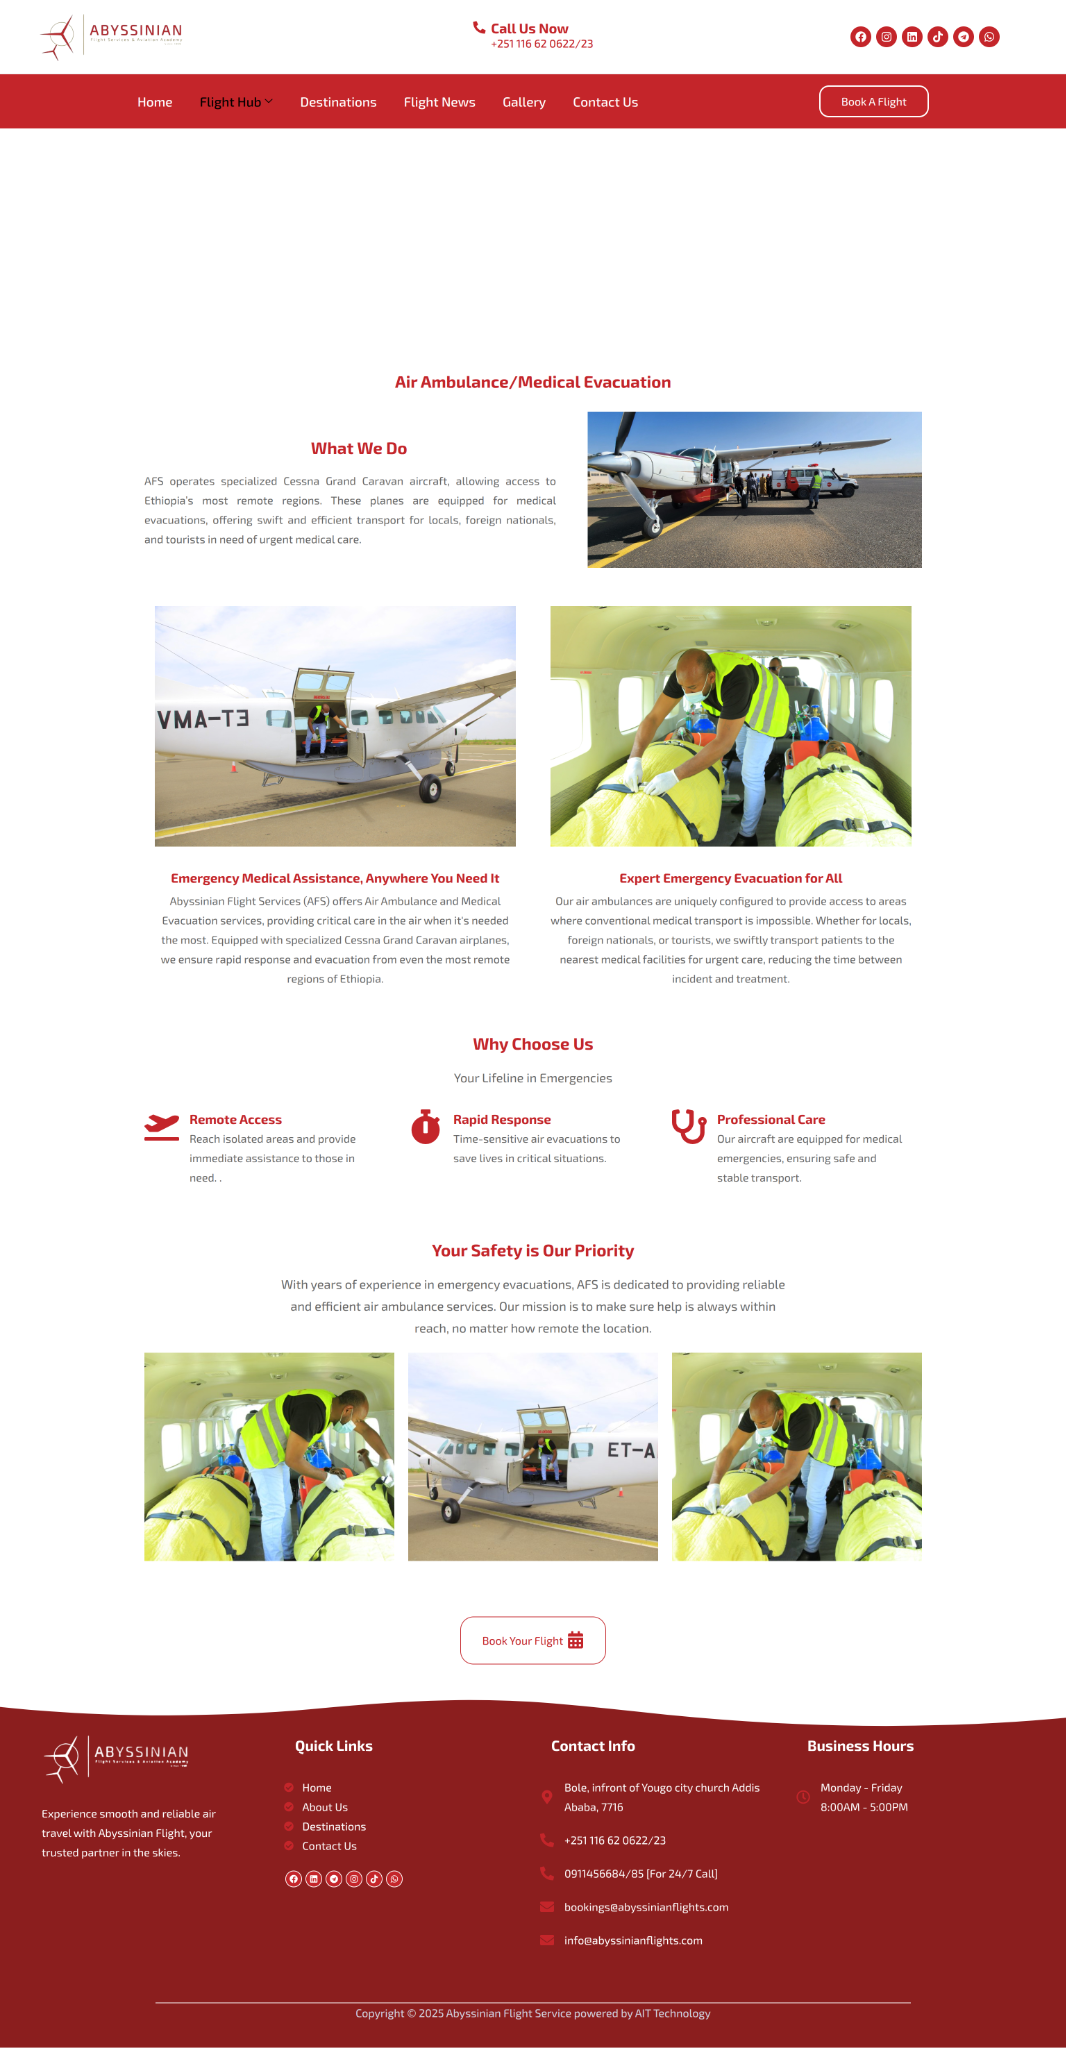 ABYSSINIAN
Flight Services & Aviation Academy
Call Us Now
+251 116 62 0622/23
Home
Flight Hub
Destinations
Flight News
Gallery
Contact Us
Book A Flight
Air Ambulance/Medical Evacuation
What We Do
AFS operates specialized Cessna Grand Caravan aircraft, allowing access to
Ethiopia's most remote regions. These planes are equipped for medical
evacuations, offering swift and efficient transport for locals, foreign nationals,
and tourists in need of urgent medical care.
VMA-T3
Emergency Medical Assistance, Anywhere You Need It
Abyssinian Flight Services (AFS) offers Air Ambulance and Medical
Evacuation services, providing critical care in the air when it's needed
the most. Equipped with specialized Cessna Grand Caravan airplanes,
we ensure rapid response and evacuation from even the most remote
regions of Ethiopia.
Expert Emergency Evacuation for All
Our air ambulances are uniquely configured to provide access to areas
where conventional medical transport is impossible. Whether for locals,
foreign nationals, or tourists, we swiftly transport patients to the
nearest medical facilities for urgent care, reducing the time between
incident and treatment.
Why Choose Us
Your Lifeline in Emergencies
Remote Access
Reach isolated areas and provide
immediate assistance to those in
need. .
Rapid Response
Time-sensitive air evacuations to
save lives in critical situations.
Professional Care
Our aircraft are equipped for medical
emergencies, ensuring safe and
stable transport.
Your Safety is Our Priority
With years of experience in emergency evacuations, AFS is dedicated to providing reliable
and efficient air ambulance services. Our mission is to make sure help is always within
reach, no matter how remote the location.
ET-A
Book Your Flight
ABYSSINIAN
Flight Services & Aviation Academy
Experience smooth and reliable air
travel with Abyssinian Flight, your
trusted partner in the skies.
Quick Links
Home
About Us
Destinations
Contact Us
Contact Info
Bole, infront of Yougo city church Addis
Ababa, 7716
+251 116 62 0622/23
0911456684/85 [For 24/7 Call]
bookings@abyssinianflights.com
info@abyssinianflights.com
Business Hours
Monday - Friday
8:00AM - 5:00PM
Copyright © 2025 Abyssinian Flight Service powered by AIT Technology